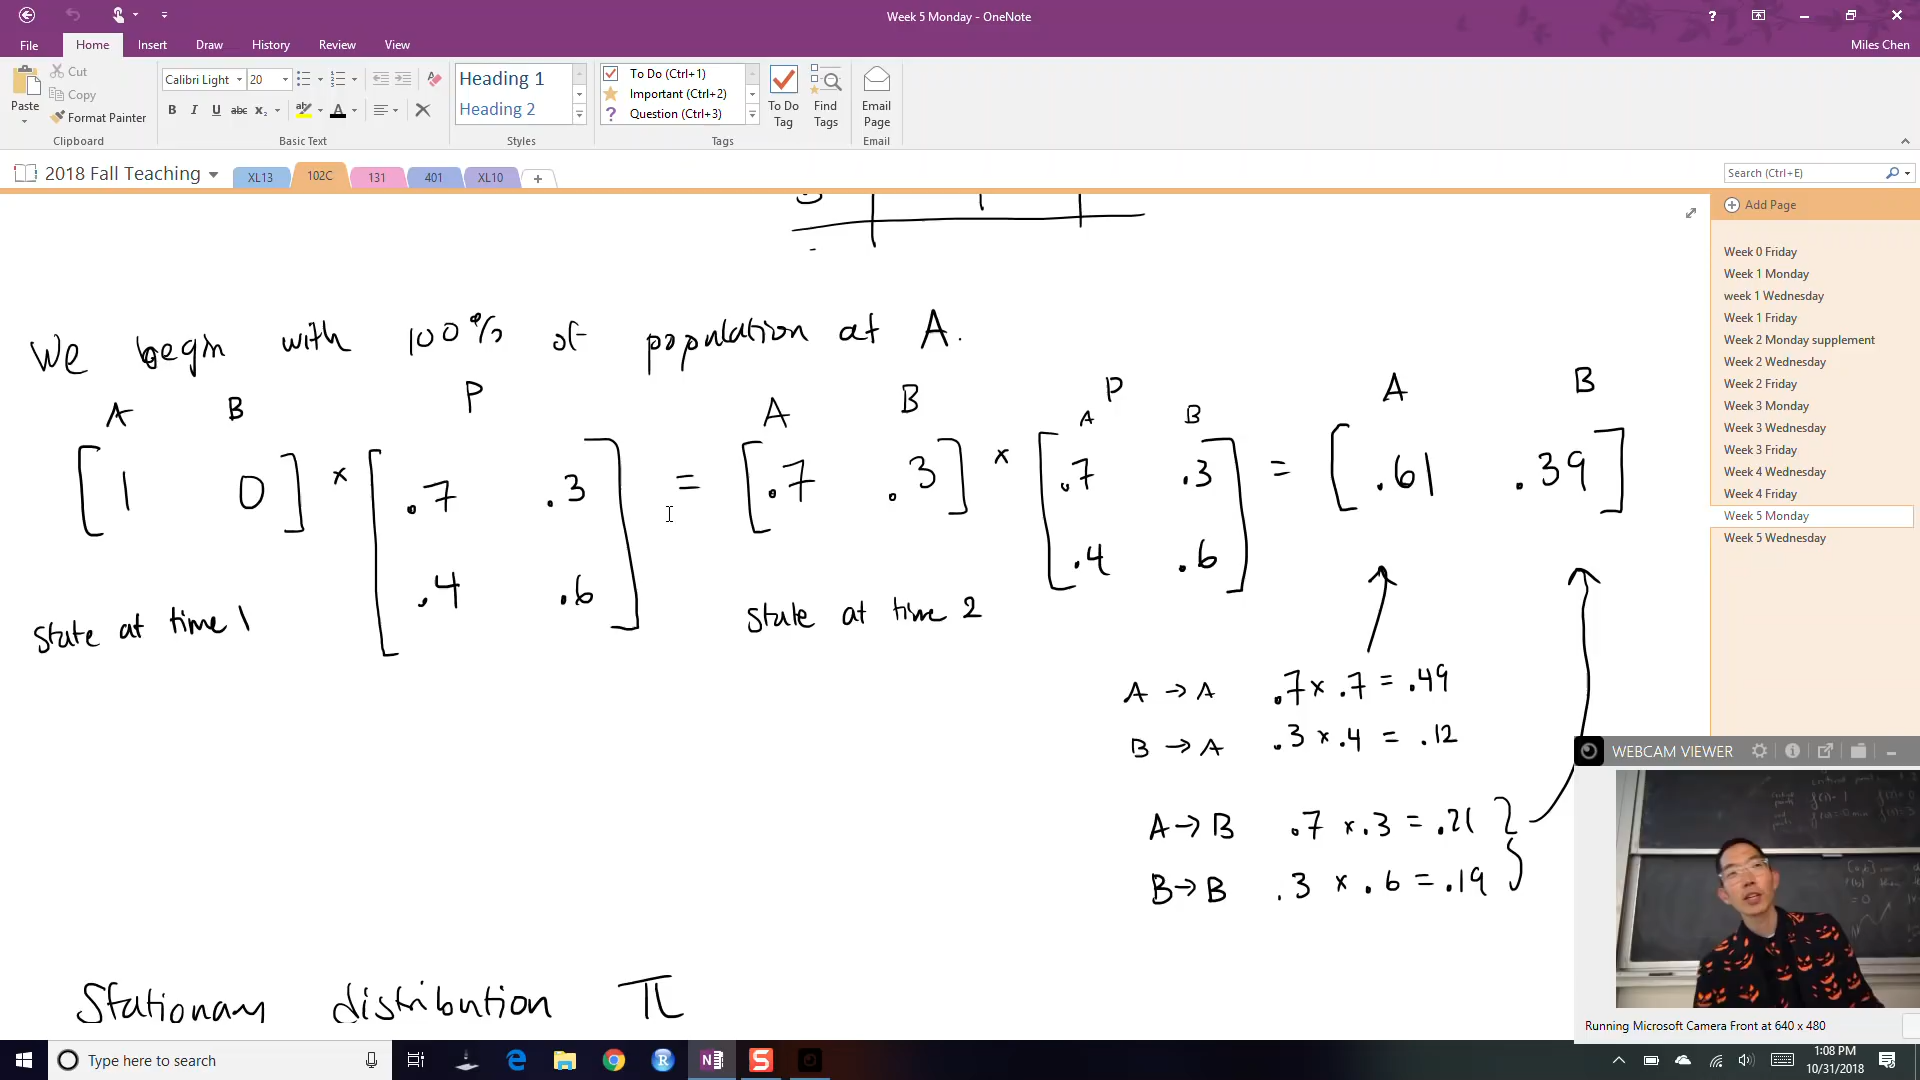 Week 5 Monday - OneNote
File Home Insert Draw History Review View Miles Chen
Paste Cut Copy Format Painter Clipboard
Calibri Light 20 B I U abc x₂ A Basic Text
Heading 1
Heading 2
Styles
To Do (Ctrl+1)
Important (Ctrl+2)
Question (Ctrl+3)
Tags
To Do Tag
Find Tags
Email Page
Email
2018 Fall Teaching XL13 102C 131 401 XL10
Search (Ctrl+E)
Add Page
Week 0 Friday
Week 1 Monday
week 1 Wednesday
Week 1 Friday
Week 2 Monday supplement
Week 2 Wednesday
Week 2 Friday
Week 3 Monday
Week 3 Wednesday
Week 3 Friday
Week 4 Wednesday
Week 4 Friday
Week 5 Monday
Week 5 Wednesday
We begin with 100% of population at A.
A B P A B P A B
A B
[1 0] × [.7 .3 = [.7 .3] × [.7 .3 = [.61 .39]
.4 .6] .4 .6]
state at time 1 state at time 2
A → A .7 × .7 = .49
B → A .3 × .4 = .12
A → B .7 × .3 = .21
B → B .3 × .6 = .19
Stationary distribution π
WEBCAM VIEWER
Running Microsoft Camera Front at 640 x 480
Type here to search
1:08 PM
10/31/2018